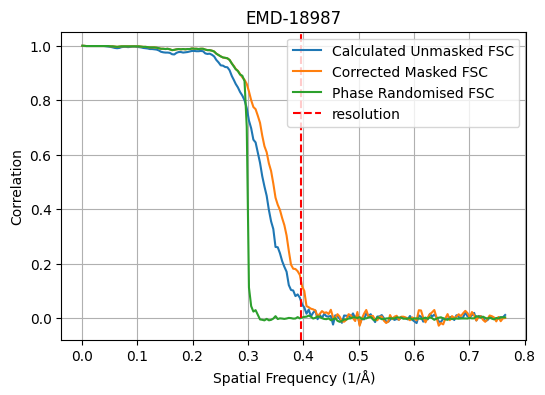 EMD-18987
Calculated Unmasked FSC
Corrected Masked FSC
Phase Randomised FSC
resolution
Correlation
1.0
0.8
0.6
0.4
0.2
0.0
0.0 0.1 0.2 0.3 0.4 0.5 0.6 0.7 0.8
Spatial Frequency (1/Å)